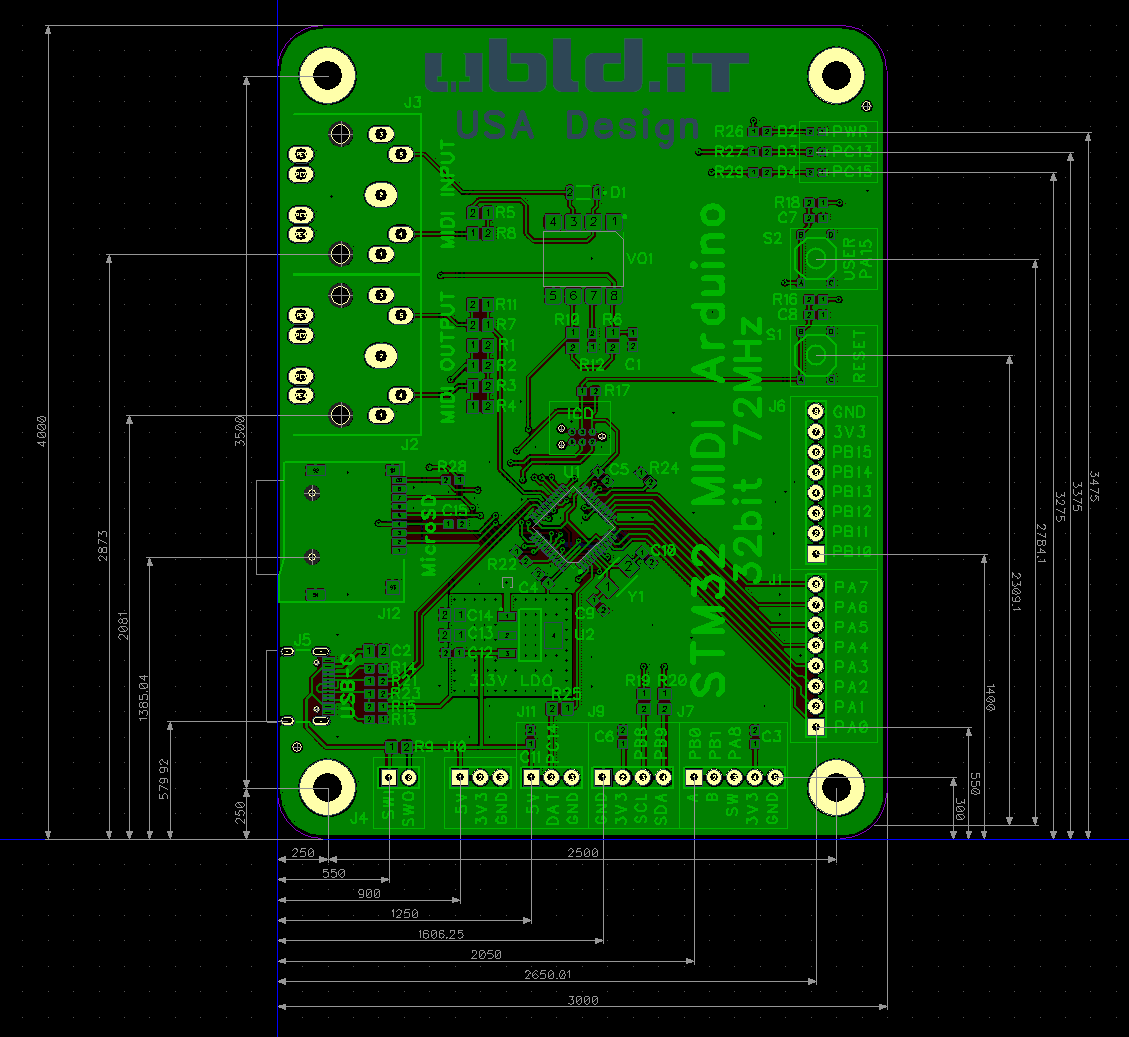 ubld.iT
USA Design
J3
MIDI INPUT
R26
D2
PWR
R27
D3
PC13
R29
D4
PC15
D1
R5
R8
4 3 2 1
VO1
5 6 7 8
R18
C7
S2
USER
PA15
R16
C8
S1
RESET
STM32 MIDI Arduino
32bit 72MHz
MIDI OUTPUT
R11
R7
R1
R2
R3
R4
R10
R6
R12
C1
R17
ICD
J2
J6
GND
3V3
PB15
PB14
PB13
PB12
PB11
PB10
R28
C15
MicroSD
U1
C5
R24
R22
C10
Y1
C4
C9
J12
J1
PA7
PA6
PA5
PA4
PA3
PA2
PA1
PA0
C14
C13
C12
U2
3.3V LDO
J5
USB-C
C2
R14
R21
R23
R15
R13
R25
R19
R20
J11
J9
J7
R9
J10
C11
PC14
C6
PB8
PB9
PB0
PB1
PA8
C3
J4
SWO
5V
3V3
GND
5V
DAT
GND
GND
3V3
SCL
SDA
A
B
SW
3V3
GND
4000
3500
2873
2081
1385.04
579.92
250
3475
3375
3275
2784.1
2309.1
1400
550
300
250
2500
550
900
1250
1606.25
2050
2650.01
3000